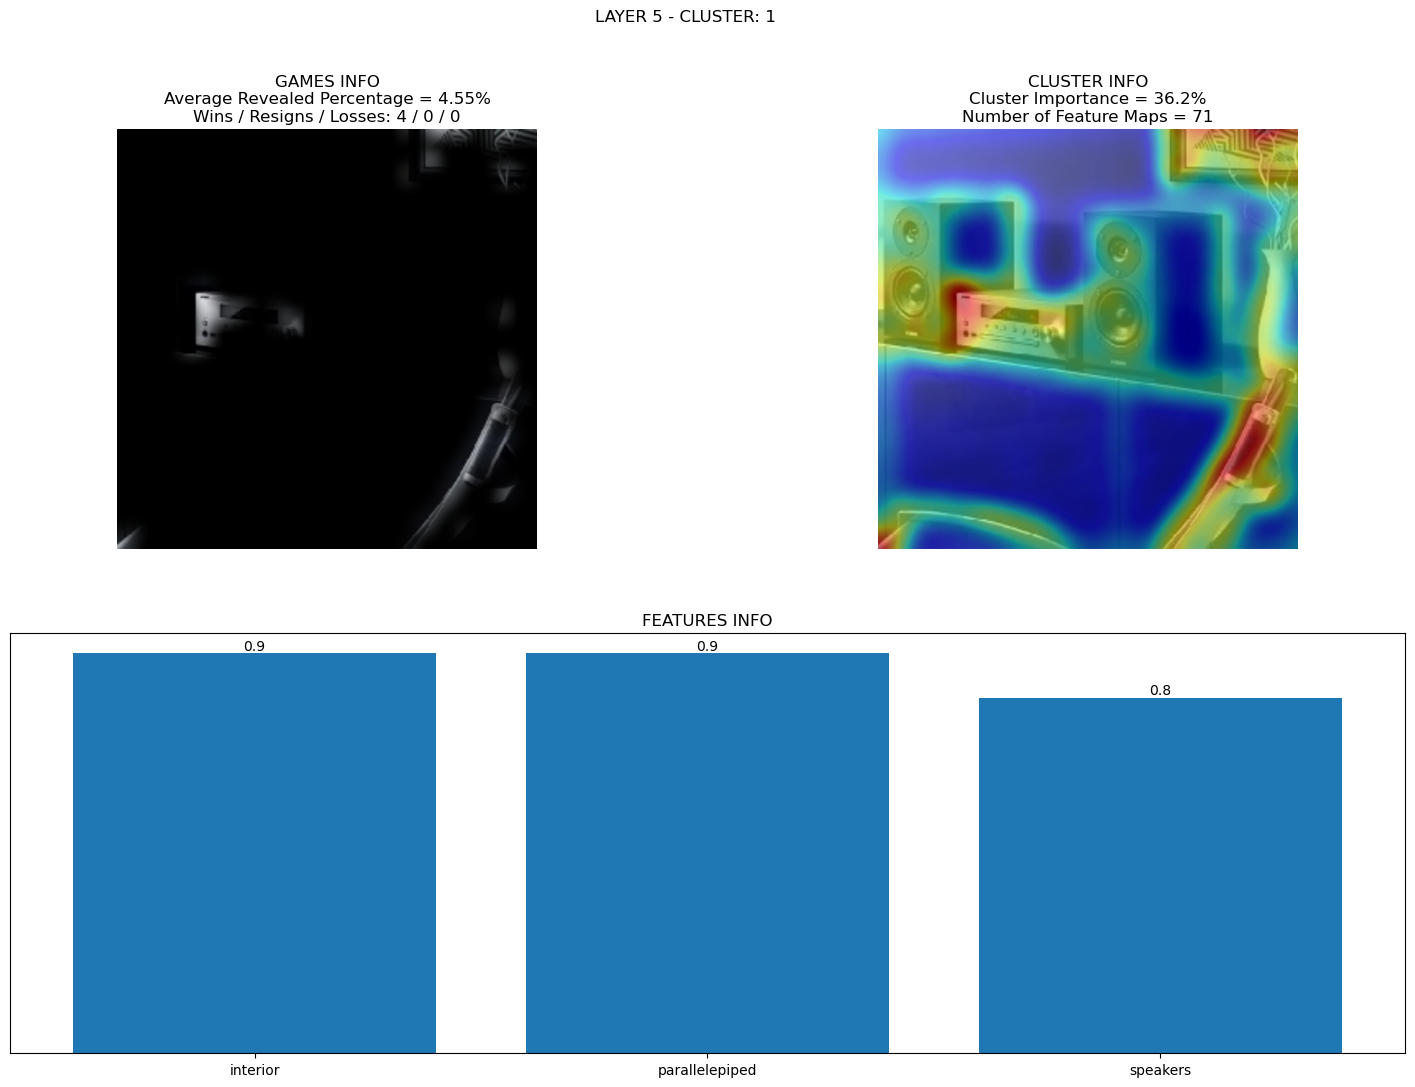 LAYER 5 - CLUSTER: 1
GAMES INFO
Average Revealed Percentage = 4.55%
Wins / Resigns / Losses: 4 / 0 / 0
CLUSTER INFO
Cluster Importance = 36.2%
Number of Feature Maps = 71
FEATURES INFO
0.9
0.9
0.8
interior
parallelepiped
speakers